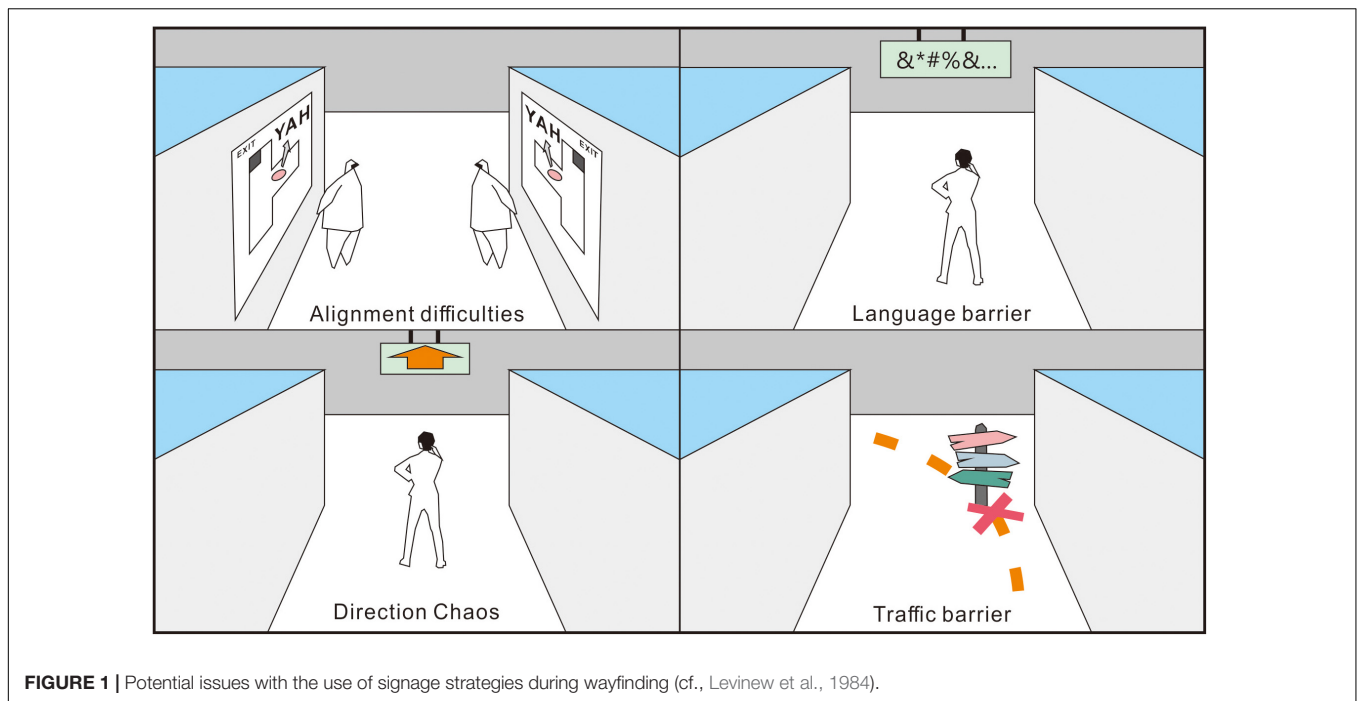 YAH
EXIT
YAH
EXIT
Alignment difficulties
&*#%&...
Language barrier
Direction Chaos
Traffic barrier
FIGURE 1 | Potential issues with the use of signage strategies during wayfinding (cf., Levinew et al., 1984).